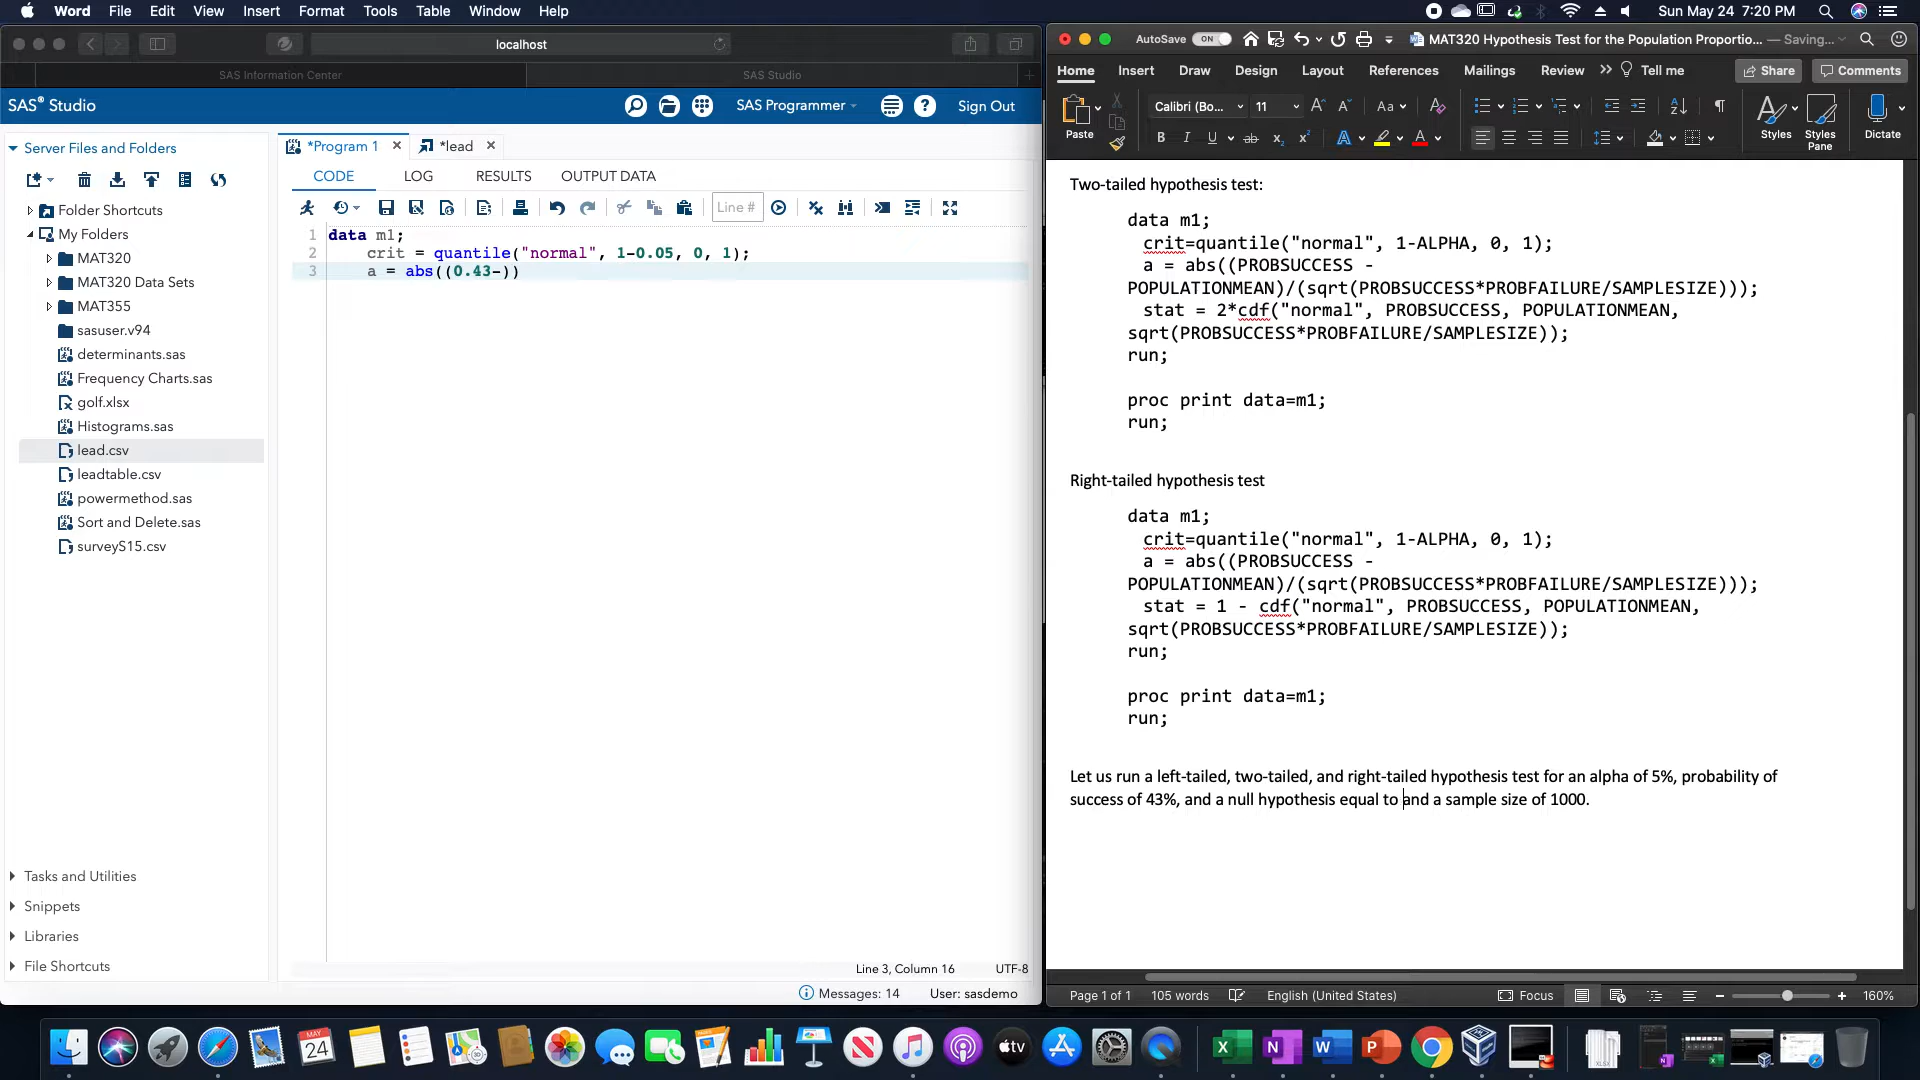 Word File Edit View Insert Format Tools Table Window Help Sun May 24 7:20 PM
localhost
SAS Information Center SAS Studio
SAS® Studio SAS Programmer Sign Out
Server Files and Folders
Folder Shortcuts
My Folders
MAT320
MAT320 Data Sets
MAT355
sasuser.v94
determinants.sas
Frequency Charts.sas
golf.xlsx
Histograms.sas
lead.csv
leadtable.csv
powermethod.sas
Sort and Delete.sas
surveyS15.csv
Tasks and Utilities
Snippets
Libraries
File Shortcuts
*Program 1 *lead
CODE LOG RESULTS OUTPUT DATA
Line #
1 data m1;
2 crit = quantile("normal", 1-0.05, 0, 1);
3 a = abs((0.43-))
Line 3, Column 16 UTF-8
Messages: 14 User: sasdemo
AutoSave ON MAT320 Hypothesis Test for the Population Proportio... — Saving...
Home Insert Draw Design Layout References Mailings Review Tell me Share Comments
Paste Calibri (Bo... 11 Aa Styles Styles Pane Dictate
Two-tailed hypothesis test:
data m1;
crit=quantile("normal", 1-ALPHA, 0, 1);
a = abs((PROBSUCCESS -
POPULATIONMEAN)/(sqrt(PROBSUCCESS*PROBFAILURE/SAMPLESIZE)));
stat = 2*cdf("normal", PROBSUCCESS, POPULATIONMEAN,
sqrt(PROBSUCCESS*PROBFAILURE/SAMPLESIZE));
run;
proc print data=m1;
run;
Right-tailed hypothesis test
data m1;
crit=quantile("normal", 1-ALPHA, 0, 1);
a = abs((PROBSUCCESS -
POPULATIONMEAN)/(sqrt(PROBSUCCESS*PROBFAILURE/SAMPLESIZE)));
stat = 1 - cdf("normal", PROBSUCCESS, POPULATIONMEAN,
sqrt(PROBSUCCESS*PROBFAILURE/SAMPLESIZE));
run;
proc print data=m1;
run;
Let us run a left-tailed, two-tailed, and right-tailed hypothesis test for an alpha of 5%, probability of
success of 43%, and a null hypothesis equal to and a sample size of 1000.
Page 1 of 1 105 words English (United States) Focus 160%
MAY 24
tv